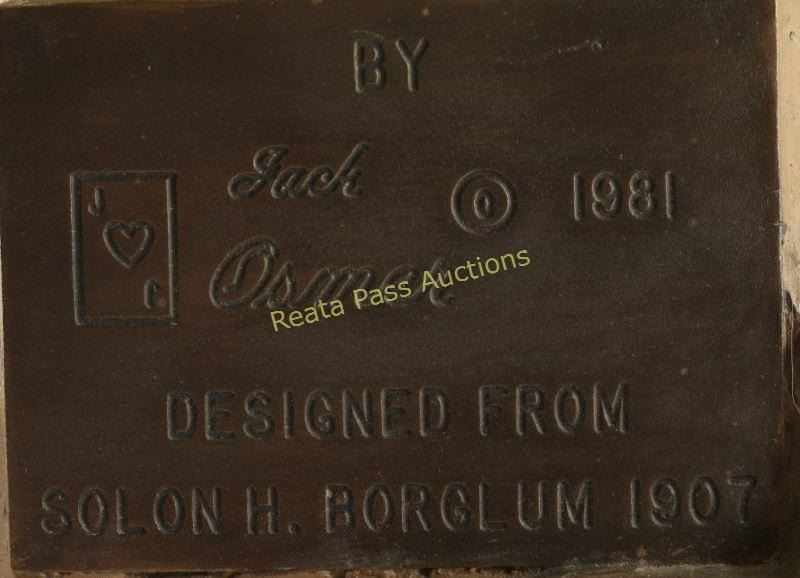 BY
J
Jack © 1981
Osmer
J
Reata Pass Auctions
DESIGNED FROM
SOLON H. BORGLUM 1907